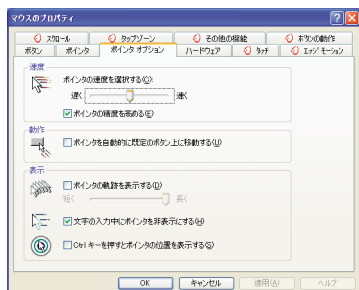 マウスのプロパティ
スクロール タップゾーン その他の機能 ボタンの動作
ボタン ポインタ ポインタ オプション ハードウェア タッチ エッジ モーション
速度
ポインタの速度を選択する(C):
遅く 速く
ポインタの精度を高める(E)
動作
ポインタを自動的に既定のボタン上に移動する(U)
表示
ポインタの軌跡を表示する(D)
短く 長く
文字の入力中にポインタを非表示にする(H)
Ctrl キーを押すとポインタの位置を表示する(S)
OK キャンセル 適用(A) ヘルプ